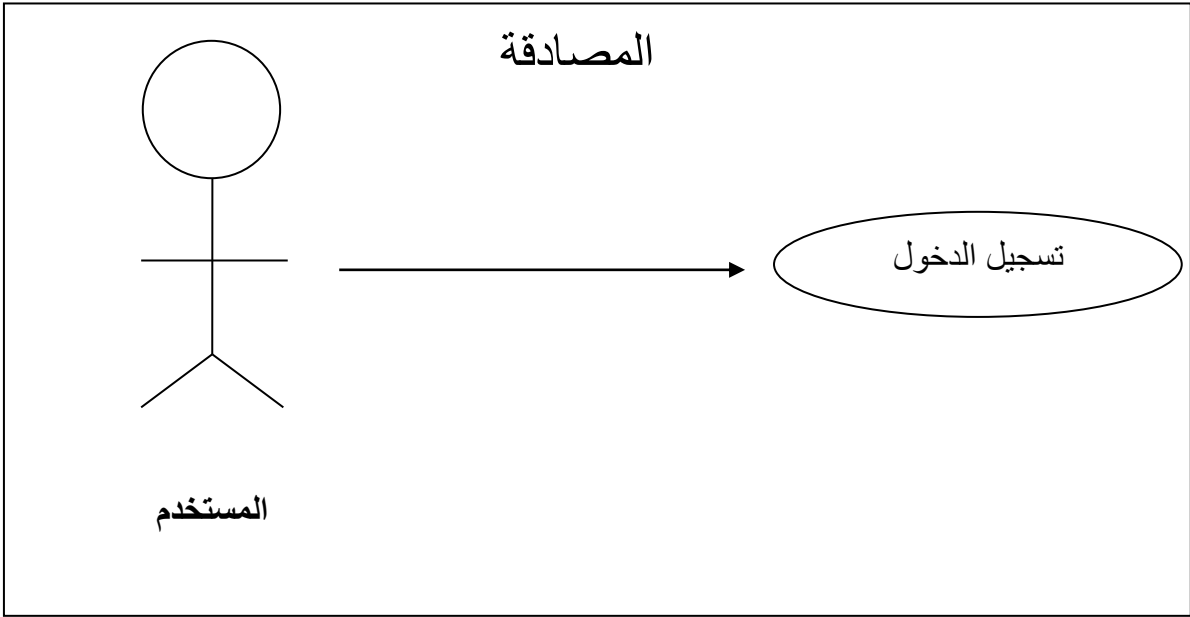 المصادقة
تسجيل الدخول
المستخدم